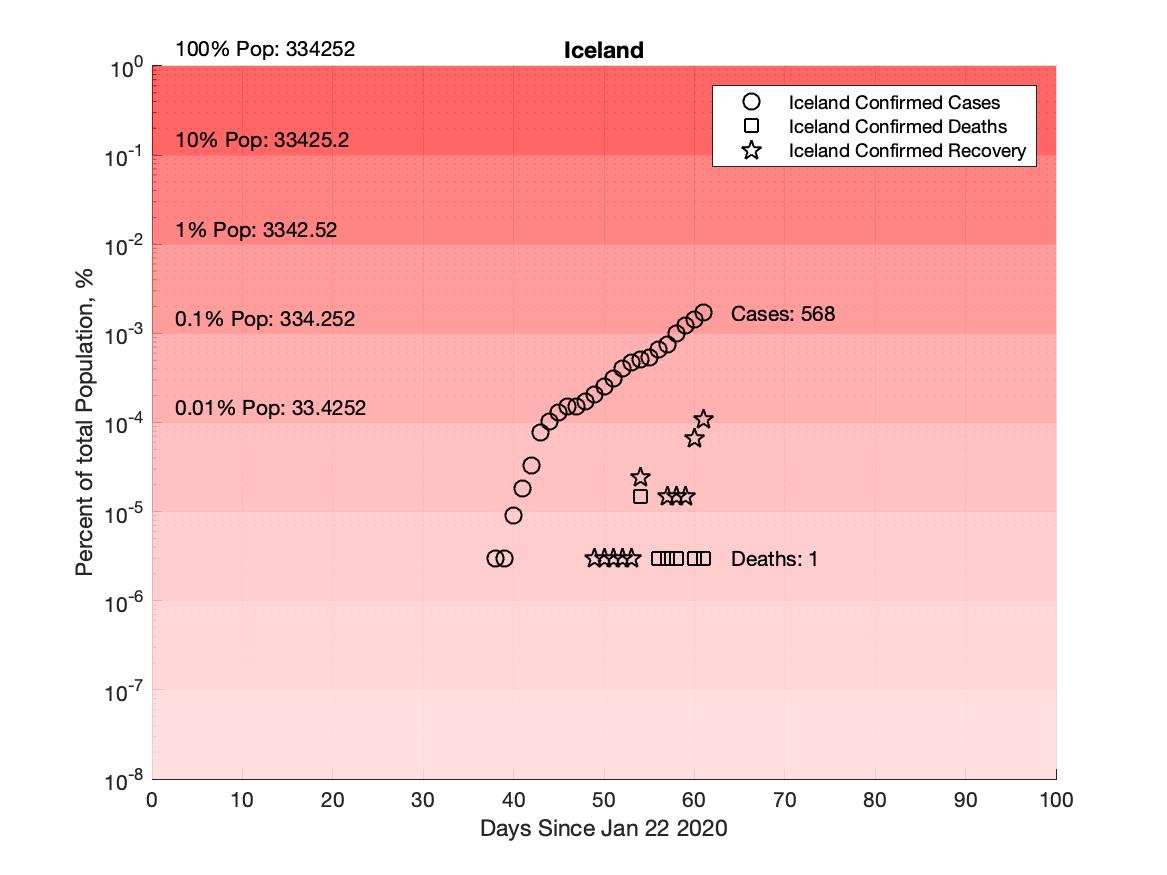 Iceland
100% Pop: 334252
10% Pop: 33425.2
1% Pop: 3342.52
0.1% Pop: 334.252
0.01% Pop: 33.4252
Iceland Confirmed Cases
Iceland Confirmed Deaths
Iceland Confirmed Recovery
Cases: 568
Deaths: 1
Percent of total Population, %
10^0
10^-1
10^-2
10^-3
10^-4
10^-5
10^-6
10^-7
10^-8
0 10 20 30 40 50 60 70 80 90 100
Days Since Jan 22 2020